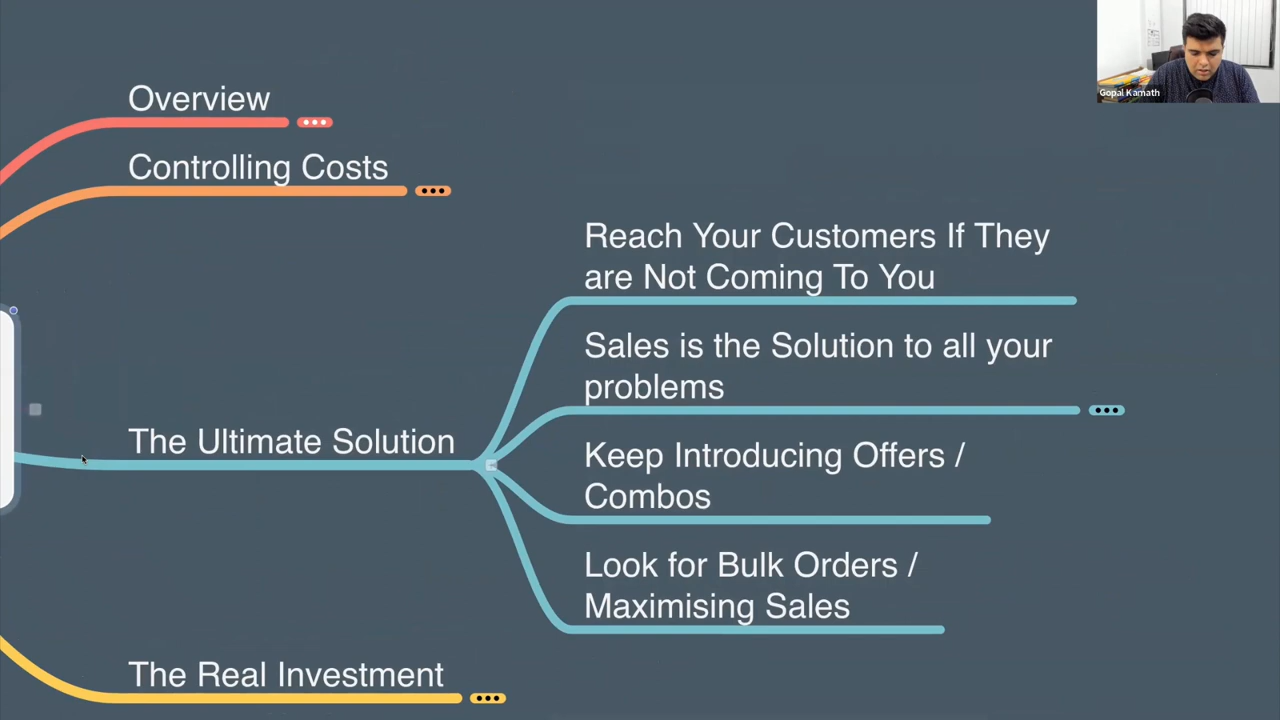 Overview
Controlling Costs
Reach Your Customers If They
are Not Coming To You
Sales is the Solution to all your
problems
The Ultimate Solution
Keep Introducing Offers /
Combos
Look for Bulk Orders /
Maximising Sales
The Real Investment
Gopal Kamath